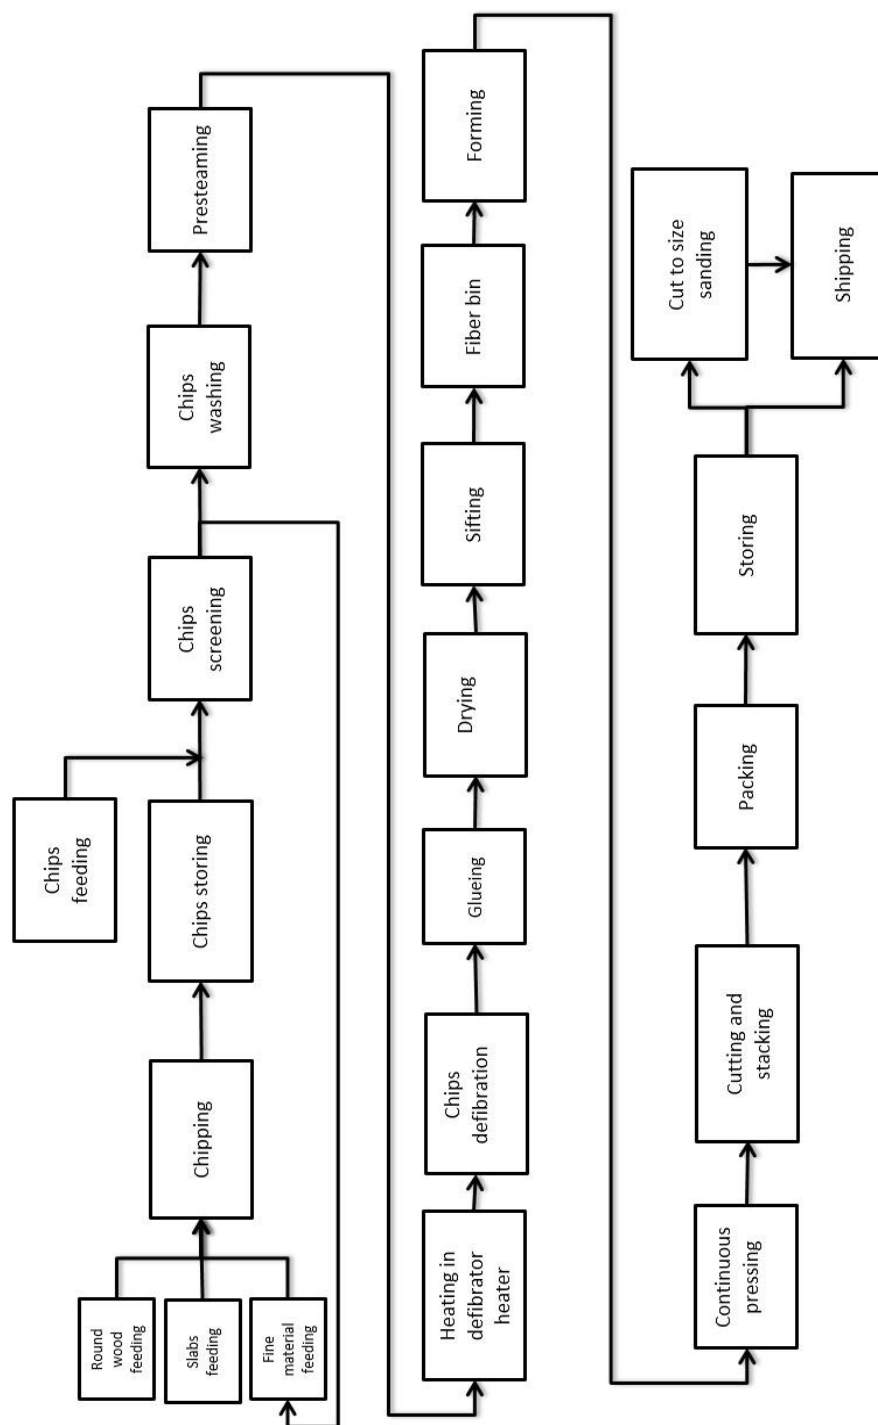 Round
wood
feeding
Slabs
feeding
Fine
material
feeding
Chipping
Chips storing
Chips
feeding
Chips
screening
Chips
washing
Presteaming
Heating in
defibrator
heater
Chips
defibration
Glueing
Drying
Sifting
Fiber bin
Forming
Continuous
pressing
Cutting and
stacking
Packing
Storing
Cut to size
sanding
Shipping